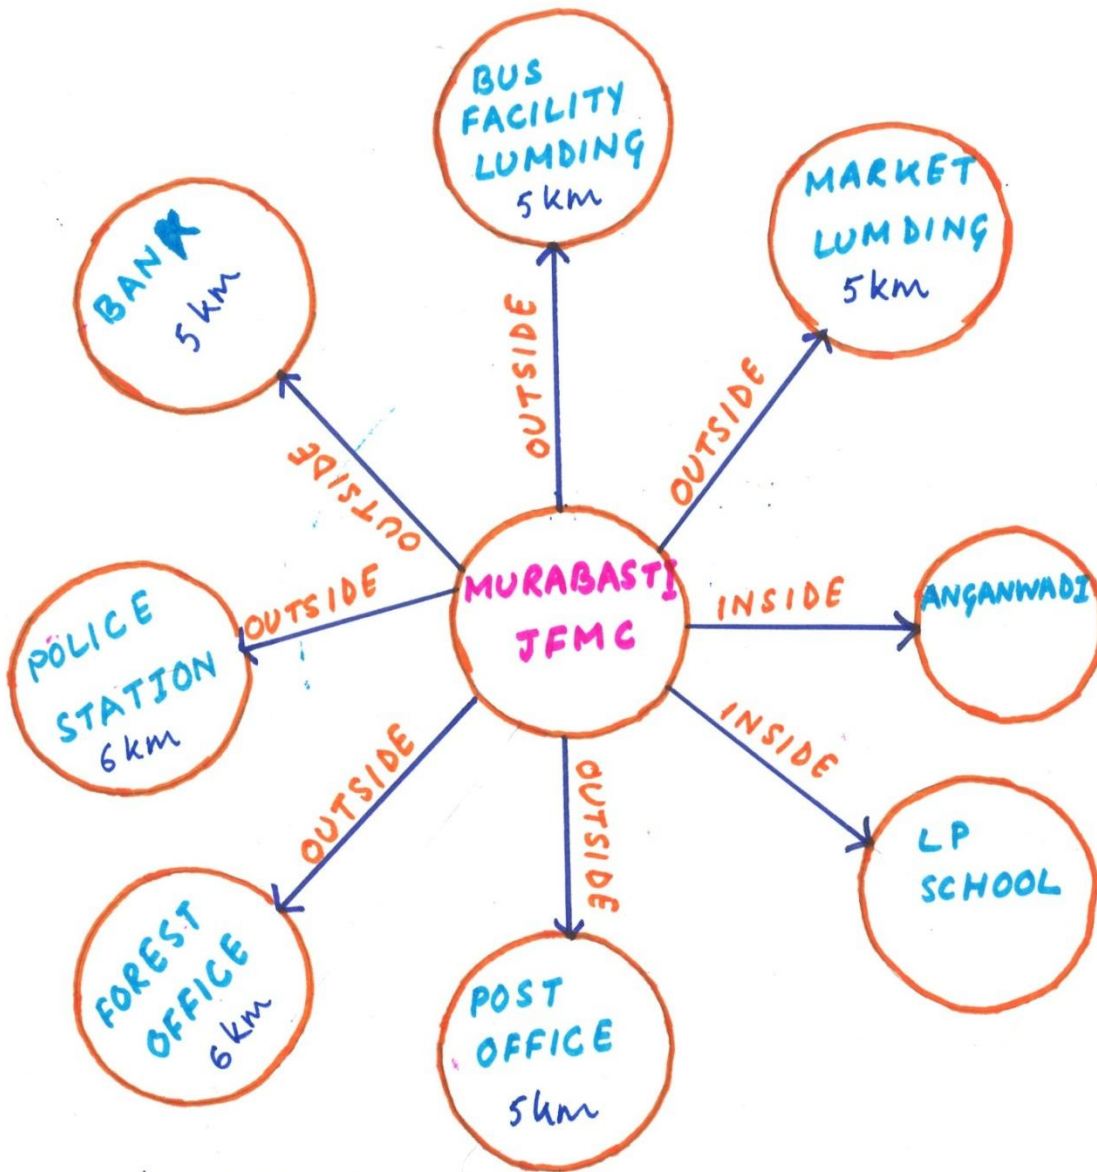 BUS
FACILITY
LUMDING
5 km
MARKET
LUMDING
5 km
BANK
5 km
OUTSIDE
OUTSIDE
OUTSIDE
MURABASTI
JFMC
INSIDE
ANGANWADI
OUTSIDE
POLICE
STATION
6 km
INSIDE
LP
SCHOOL
OUTSIDE
OUTSIDE
FOREST
OFFICE
6 km
POST
OFFICE
5 km